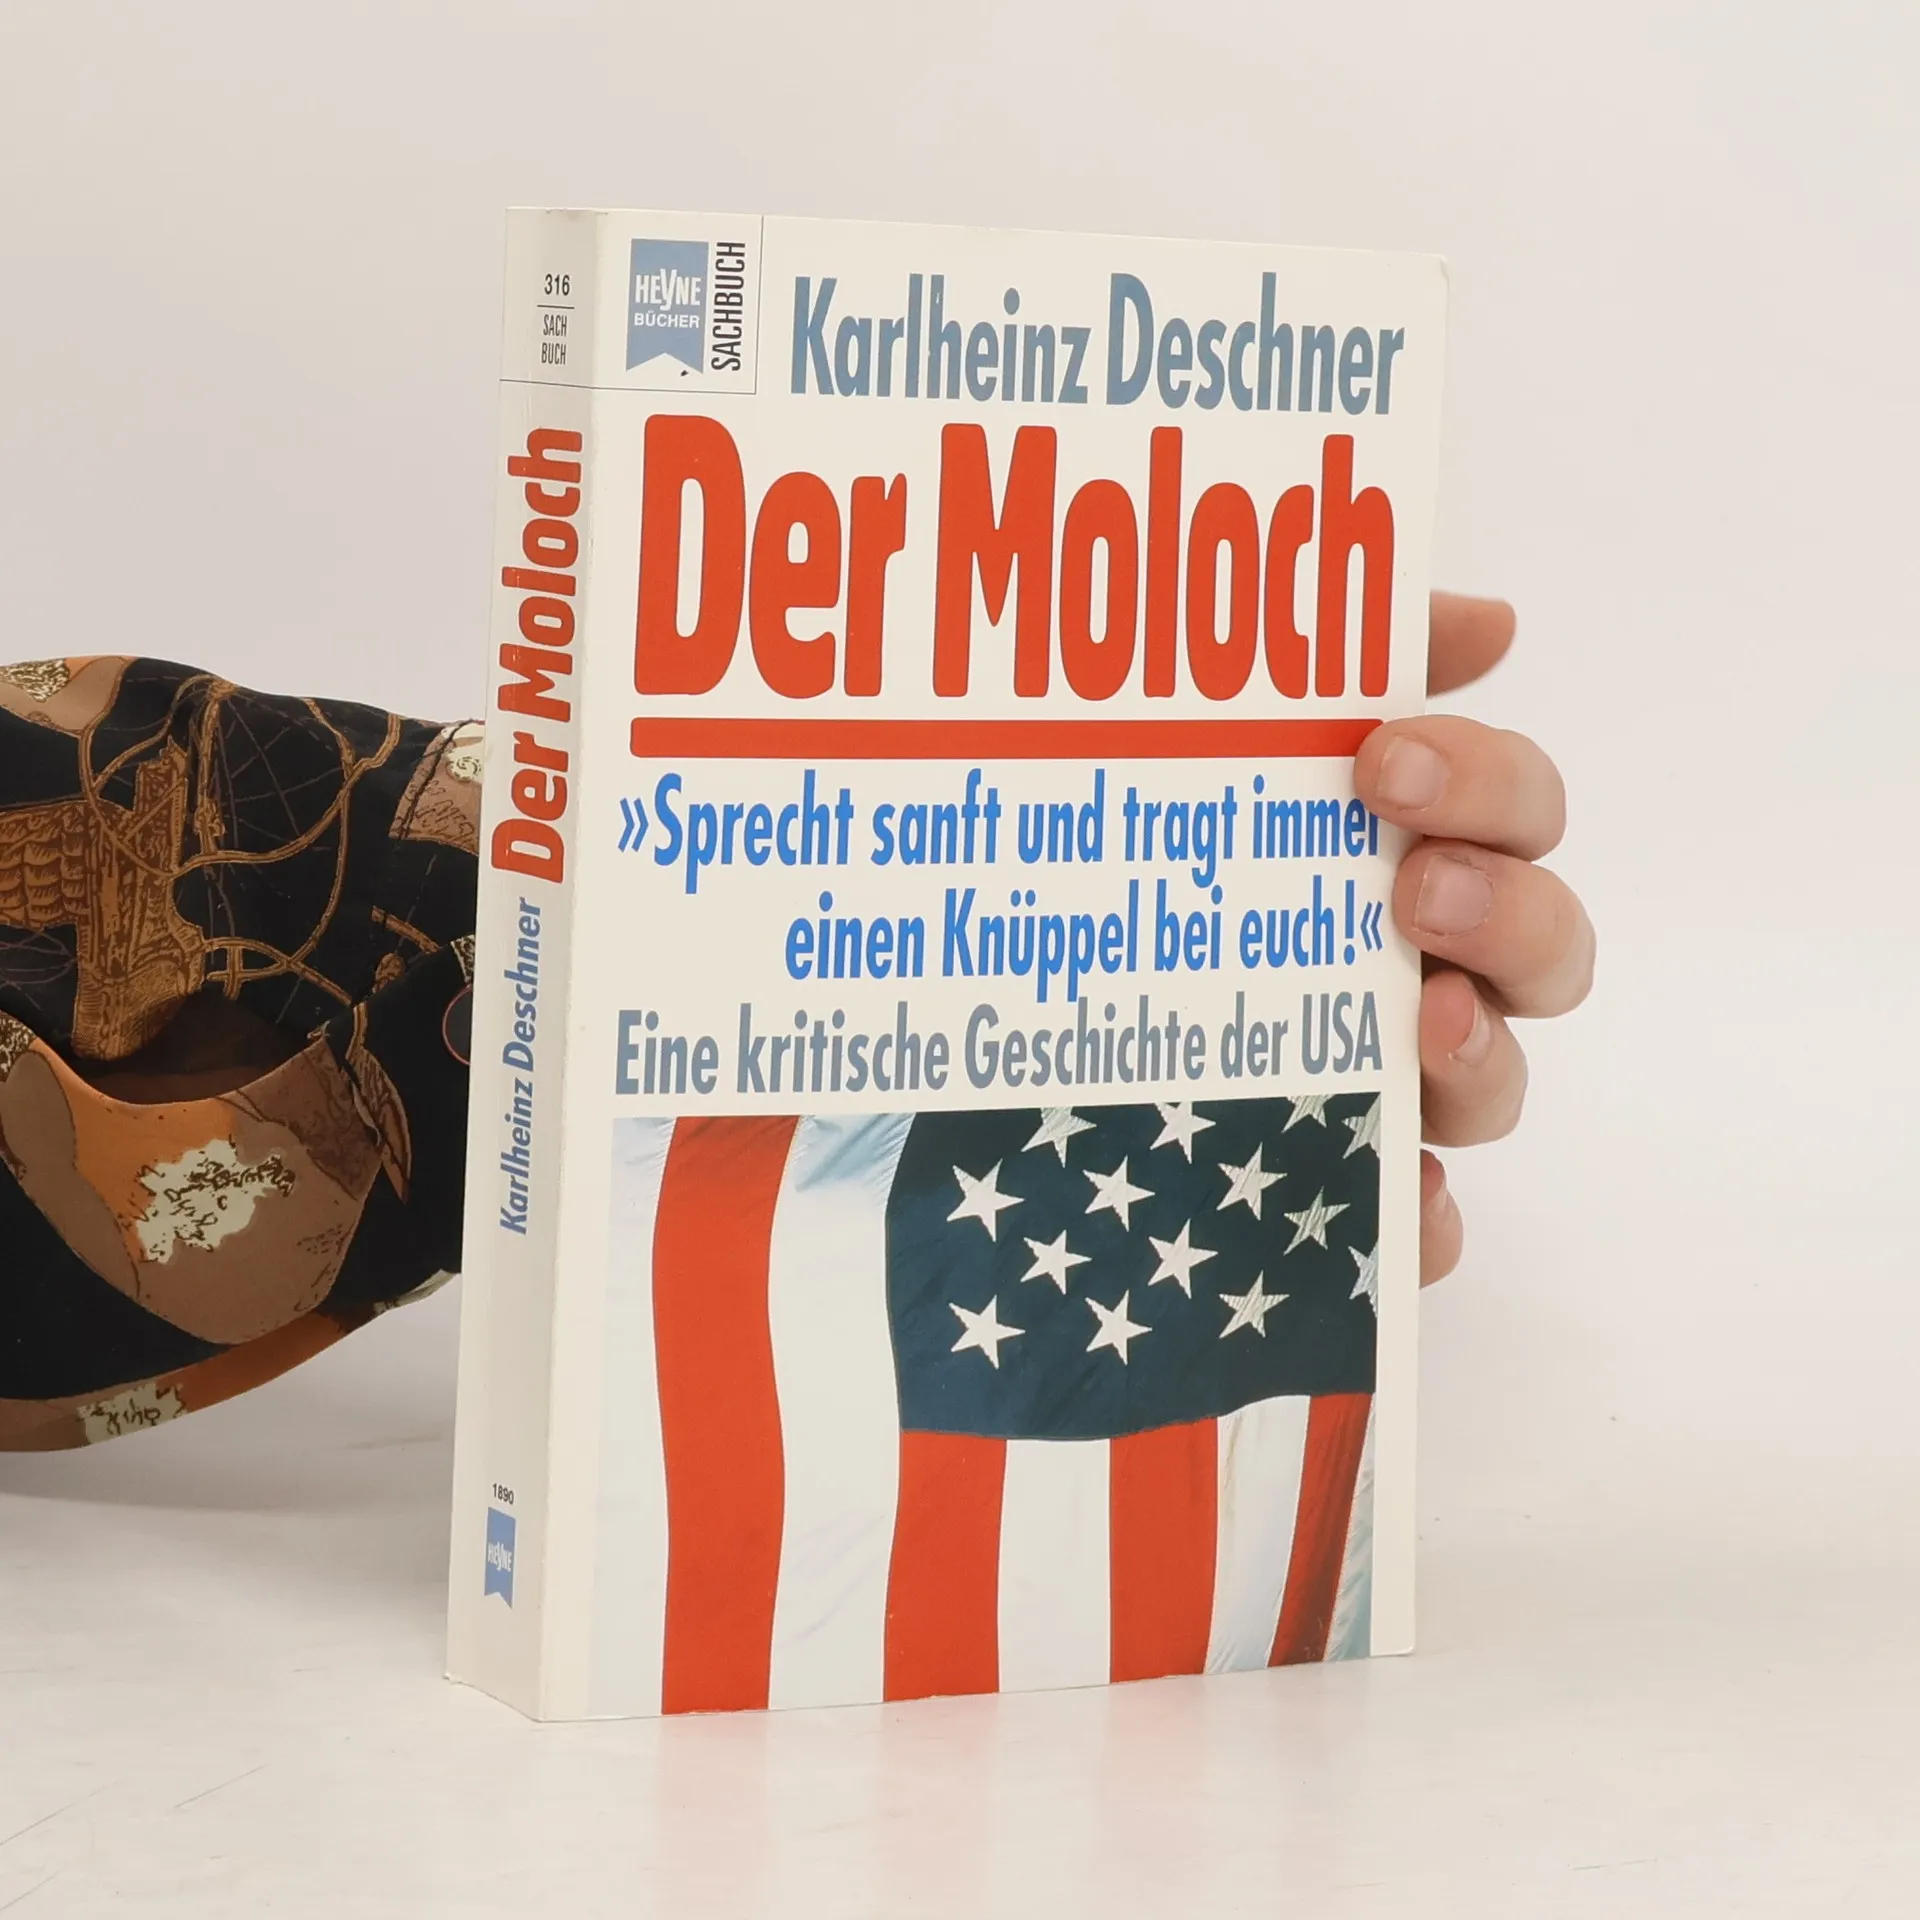 316
SACH
BUCH
Der Moloch
Karlheinz Deschner
1890
HEYNE
HEYNE
BÜCHER
SACHBUCH
Karlheinz Deschner
Der Moloch
»Sprecht sanft und tragt immer
einen Knüppel bei euch!«
Eine kritische Geschichte der USA